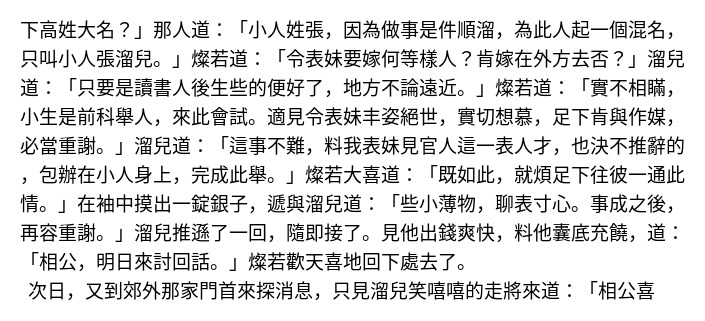 下高姓大名？」那人道：「小人姓張，因為做事是件順溜，為此人起一個混名，
只叫小人張溜兒。」燦若道：「令表妹要嫁何等樣人？肯嫁在外方去否？」溜兒
道：「只要是讀書人後生些的便好了，地方不論遠近。」燦若道：「實不相瞞，
小生是前科舉人，來此會試。適見令表妹丰姿絕世，實切想慕，足下肯與作媒，
必當重謝。」溜兒道：「這事不難，料我表妹見官人這一表人才，也決不推辭的
，包辦在小人身上，完成此舉。」燦若大喜道：「既如此，就煩足下往彼一通此
情。」在袖中摸出一錠銀子，遞與溜兒道：「些小薄物，聊表寸心。事成之後，
再容重謝。」溜兒推遜了一回，隨即接了。見他出錢爽快，料他囊底充饒，道：
「相公，明日來討回話。」燦若歡天喜地回下處去了。
次日，又到郊外那家門首來探消息，只見溜兒笑嘻嘻的走將來道：「相公喜